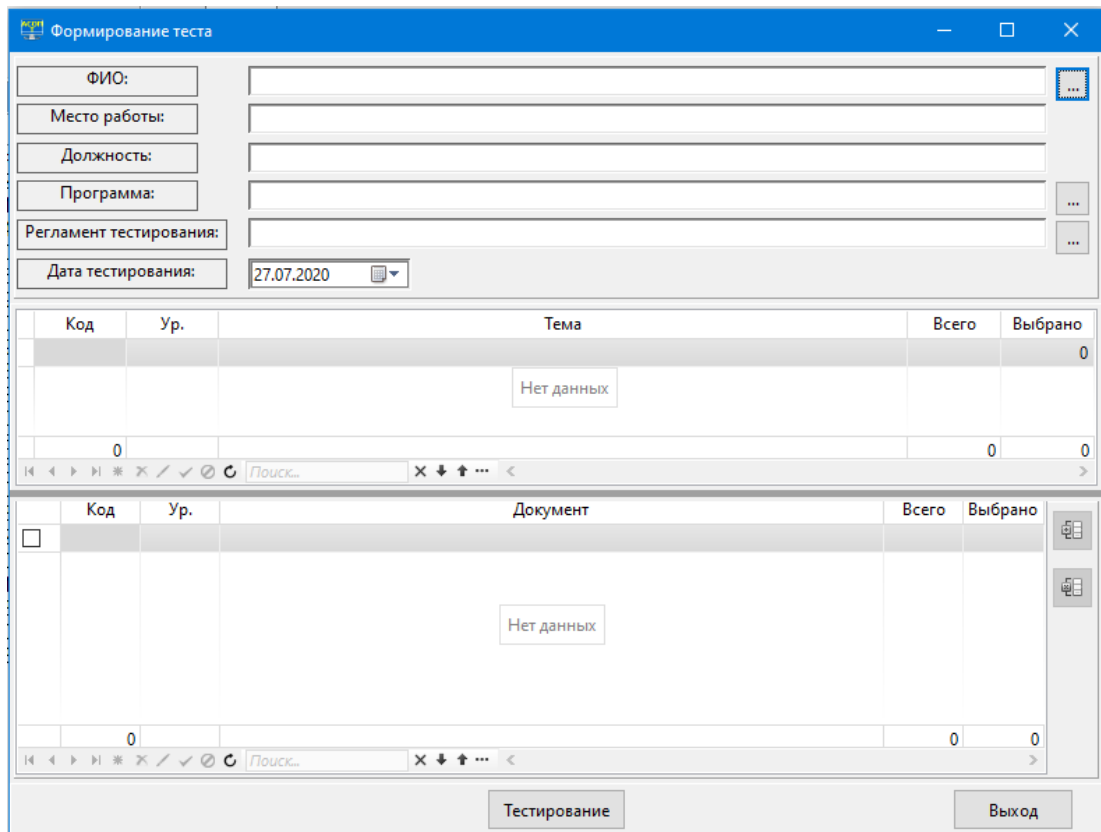 Формирование теста
ФИО:
...
Место работы:
Должность:
Программа:
...
Регламент тестирования:
...
Дата тестирования: 27.07.2020
Код Ур. Тема Всего Выбрано
0
Нет данных
0 0 0
Поиск...
Код Ур. Документ Всего Выбрано
Нет данных
0 0 0
Поиск...
Тестирование Выход